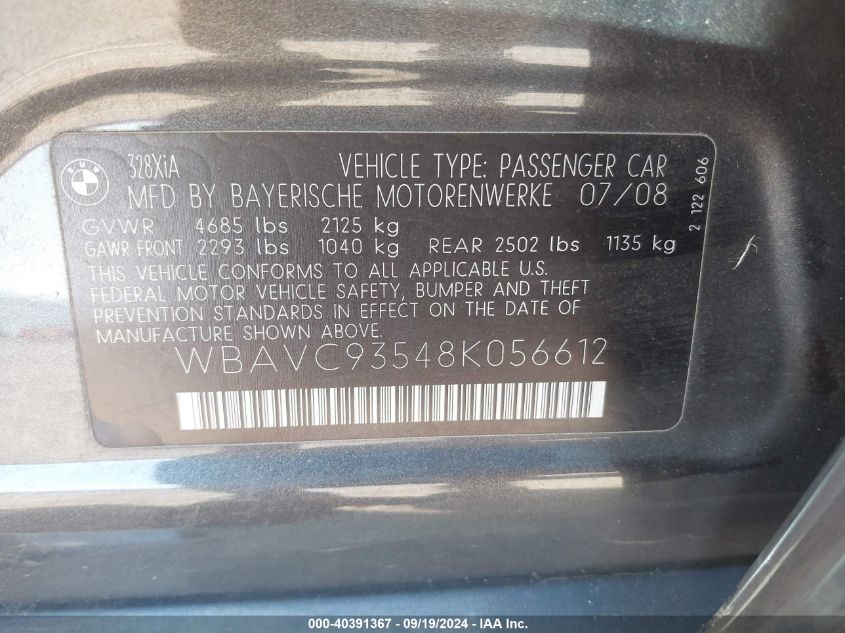 BMW
328XiA VEHICLE TYPE: PASSENGER CAR
MFD BY BAYERISCHE MOTORENWERKE 07/08
GVWR 4685 lbs 2125 kg
GAWR FRONT 2293 lbs 1040 kg REAR 2502 lbs 1135 kg
THIS VEHICLE CONFORMS TO ALL APPLICABLE U.S.
FEDERAL MOTOR VEHICLE SAFETY, BUMPER AND THEFT
PREVENTION STANDARDS IN EFFECT ON THE DATE OF
MANUFACTURE SHOWN ABOVE.
WBAVC93548K056612
2 122 606
000-40391367 - 09/19/2024 - IAA Inc.